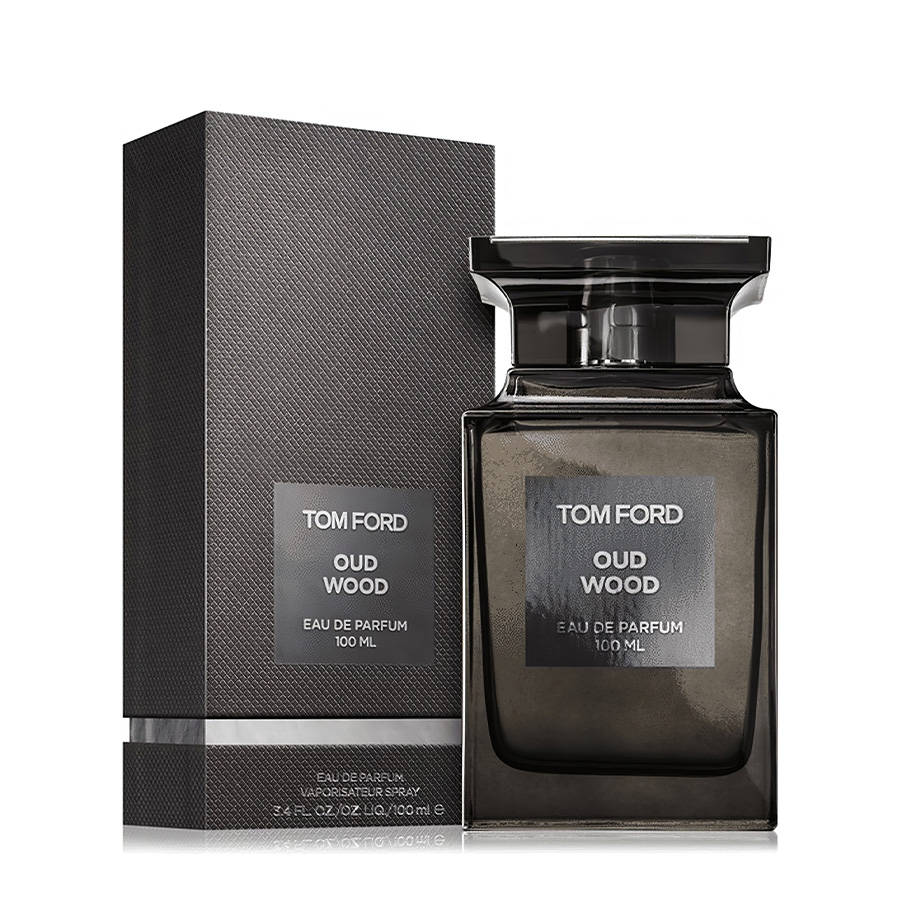 TOM FORD
OUD
WOOD
EAU DE PARFUM
100 ML
EAU DE PARFUM
VAPORISATEUR SPRAY
3.4 FL. OZ./OZ. LIQ./100 ml e
TOM FORD
OUD
WOOD
EAU DE PARFUM
100 ML